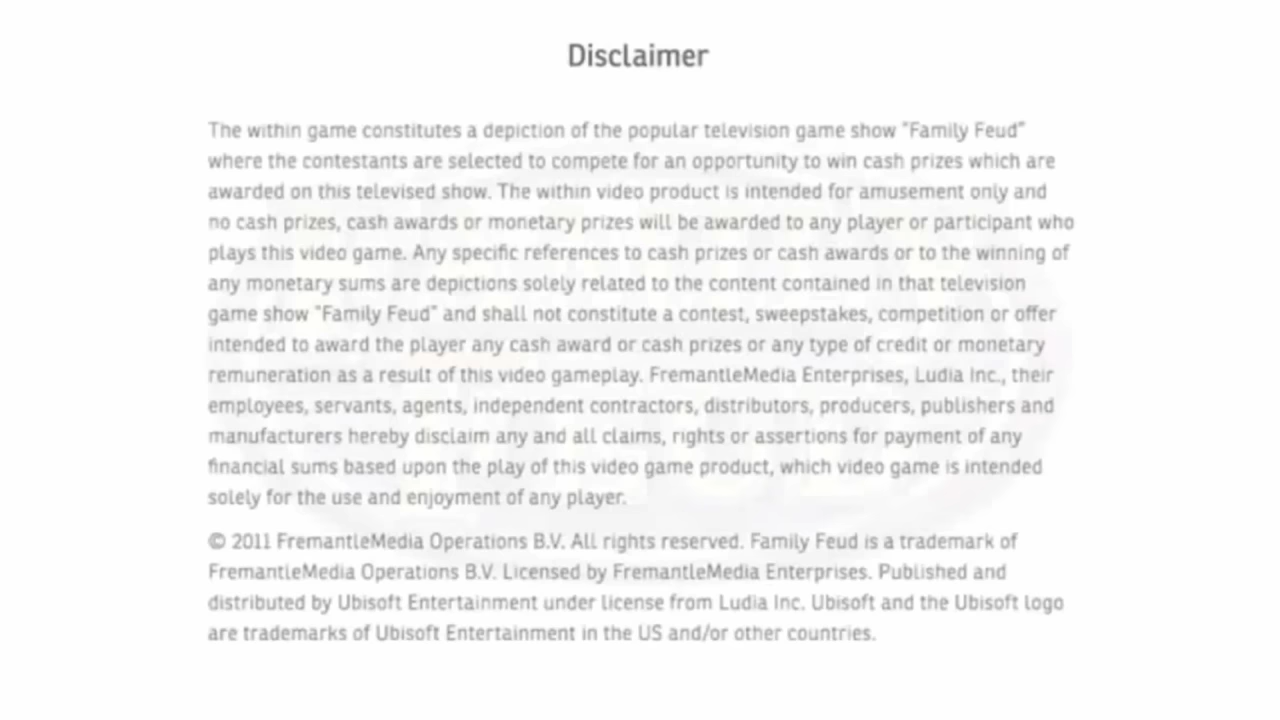 Disclaimer
The within game constitutes a depiction of the popular television game show "Family Feud"
where the contestants are selected to compete for an opportunity to win cash prizes which are
awarded on this televised show. The within video product is intended for amusement only and
no cash prizes, cash awards or monetary prizes will be awarded to any player or participant who
plays this video game. Any specific references to cash prizes or cash awards or to the winning of
any monetary sums are depictions solely related to the content contained in that television
game show "Family Feud" and shall not constitute a contest, sweepstakes, competition or offer
intended to award the player any cash award or cash prizes or any type of credit or monetary
remuneration as a result of this video gameplay. FremantleMedia Enterprises, Ludia Inc., their
employees, servants, agents, independent contractors, distributors, producers, publishers and
manufacturers hereby disclaim any and all claims, rights or assertions for payment of any
financial sums based upon the play of this video game product, which video game is intended
solely for the use and enjoyment of any player.
© 2011 FremantleMedia Operations B.V. All rights reserved. Family Feud is a trademark of
FremantleMedia Operations B.V. Licensed by FremantleMedia Enterprises. Published and
distributed by Ubisoft Entertainment under license from Ludia Inc. Ubisoft and the Ubisoft logo
are trademarks of Ubisoft Entertainment in the US and/or other countries.